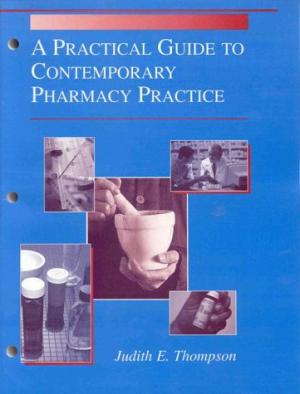 A PRACTICAL GUIDE TO
CONTEMPORARY
PHARMACY PRACTICE
Judith E. Thompson